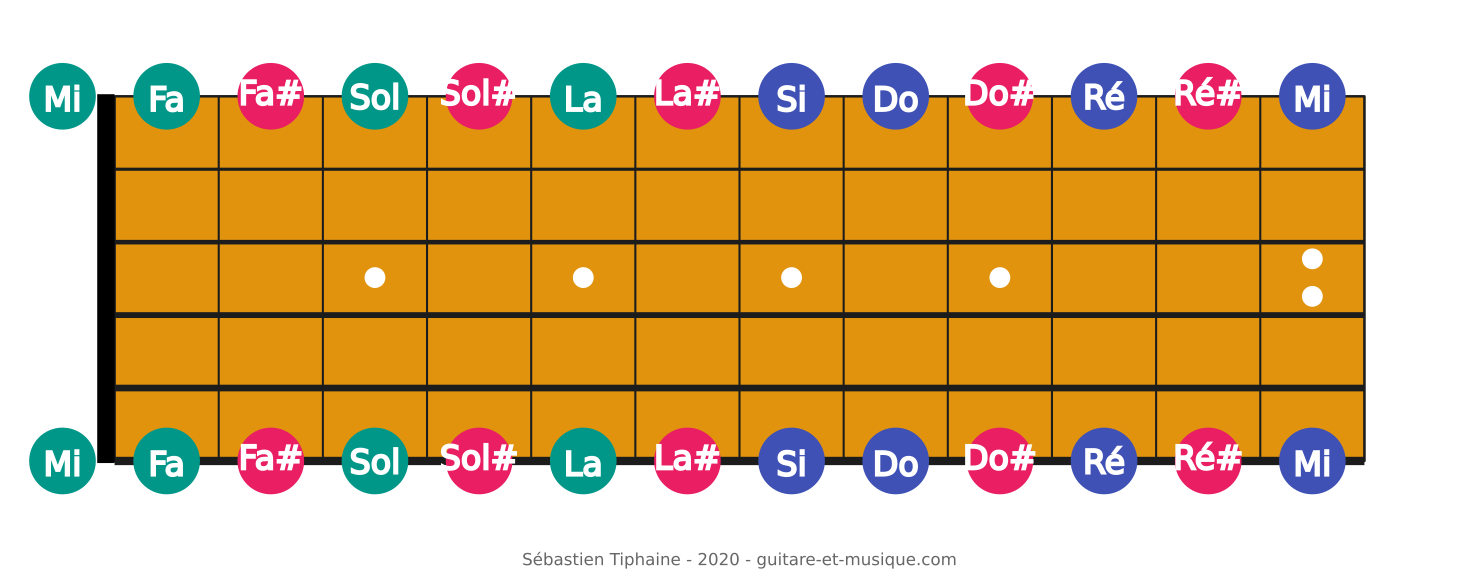 Mi Fa Fa# Sol Sol# La La# Si Do Do# Ré Ré# Mi
Mi Fa Fa# Sol Sol# La La# Si Do Do# Ré Ré# Mi
Sébastien Tiphaine - 2020 - guitare-et-musique.com